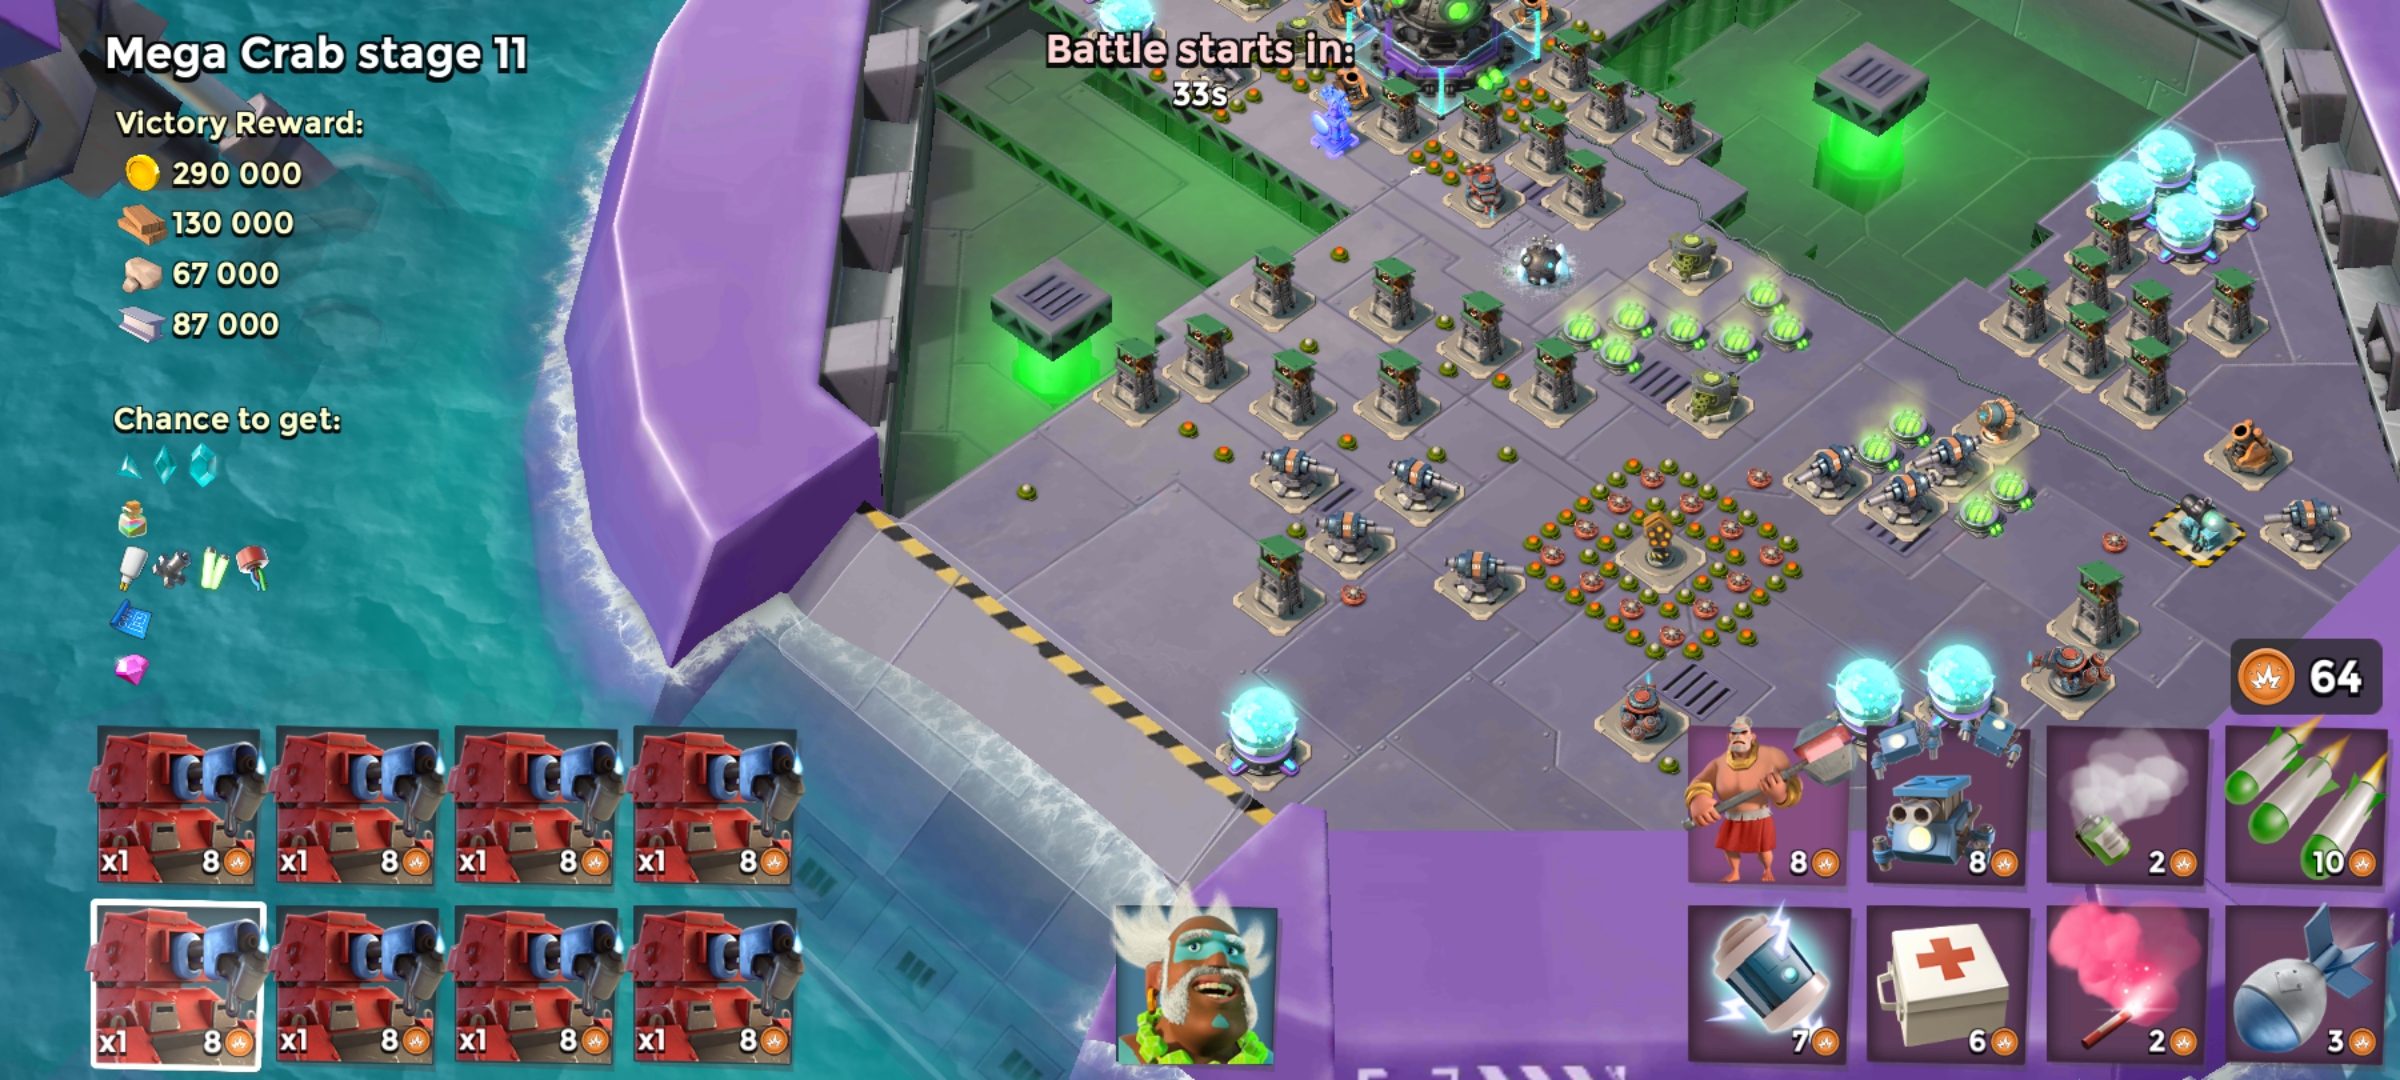 Mega Crab stage 11
Battle starts in:
33s
Victory Reward:
290 000
130 000
67 000
87 000
Chance to get:
64
x1 8
x1 8
x1 8
x1 8
8
8
2
10
x1 8
x1 8
x1 8
x1 8
7
6
2
3